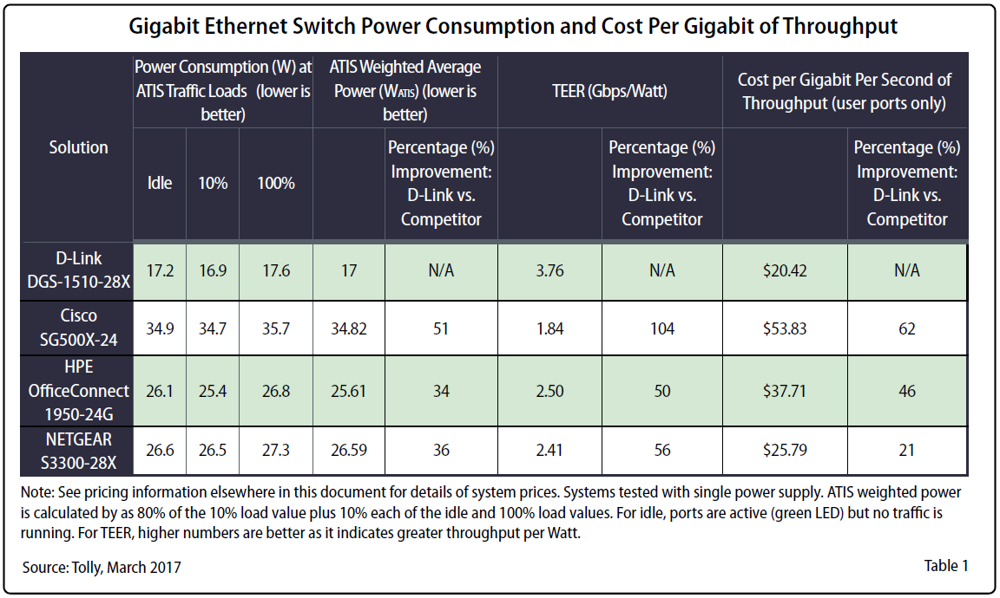 Gigabit Ethernet Switch Power Consumption and Cost Per Gigabit of Throughput
Solution
Power Consumption (W) at
ATIS Traffic Loads (lower is
better)
ATIS Weighted Average
Power (WATIS) (lower is
better)
TEER (Gbps/Watt)
Cost per Gigabit Per Second of
Throughput (user ports only)
Idle 10% 100%
Percentage (%)
Improvement:
D-Link vs.
Competitor
Percentage (%)
Improvement:
D-Link vs.
Competitor
Percentage (%)
Improvement:
D-Link vs.
Competitor
D-Link
DGS-1510-28X
17.2 16.9 17.6 17 N/A 3.76 N/A $20.42 N/A
Cisco
SG500X-24
34.9 34.7 35.7 34.82 51 1.84 104 $53.83 62
HPE
OfficeConnect
1950-24G
26.1 25.4 26.8 25.61 34 2.50 50 $37.71 46
NETGEAR
S3300-28X
26.6 26.5 27.3 26.59 36 2.41 56 $25.79 21
Note: See pricing information elsewhere in this document for details of system prices. Systems tested with single power supply. ATIS weighted power
is calculated by as 80% of the 10% load value plus 10% each of the idle and 100% load values. For idle, ports are active (green LED) but no traffic is
running. For TEER, higher numbers are better as it indicates greater throughput per Watt.
Source: Tolly, March 2017
Table 1